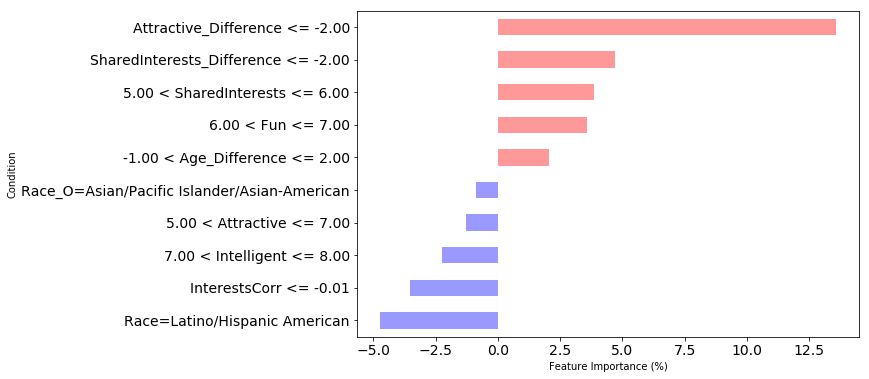 Attractive_Difference <= -2.00
SharedInterests_Difference <= -2.00
5.00 < SharedInterests <= 6.00
6.00 < Fun <= 7.00
-1.00 < Age_Difference <= 2.00
Race_O=Asian/Pacific Islander/Asian-American
5.00 < Attractive <= 7.00
7.00 < Intelligent <= 8.00
InterestsCorr <= -0.01
Race=Latino/Hispanic American
Condition
−5.0 −2.5 0.0 2.5 5.0 7.5 10.0 12.5
Feature Importance (%)